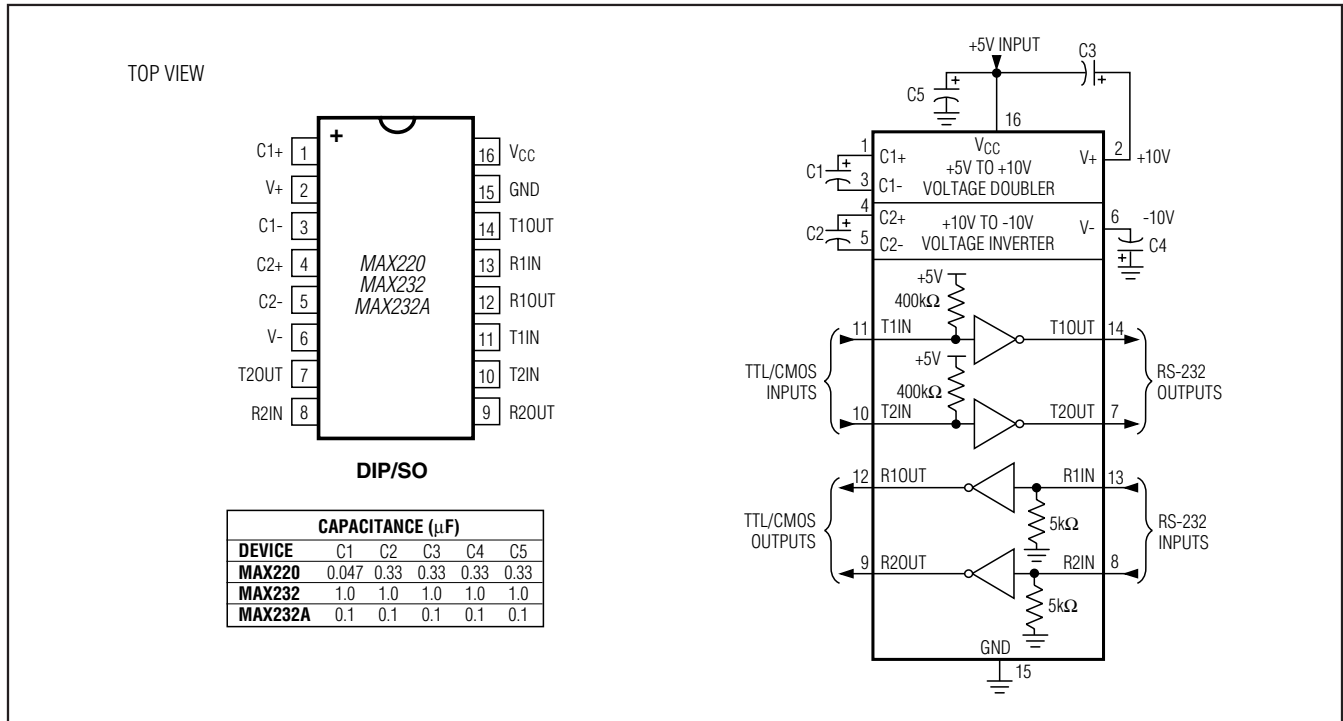 TOP VIEW
+
C1+ 1
V+ 2
C1- 3
C2+ 4
C2- 5
V- 6
T2OUT 7
R2IN 8
MAX220
MAX232
MAX232A
16 VCC
15 GND
14 T1OUT
13 R1IN
12 R1OUT
11 T1IN
10 T2IN
9 R2OUT
DIP/SO
CAPACITANCE (μF)
DEVICE C1 C2 C3 C4 C5
MAX220 0.047 0.33 0.33 0.33 0.33
MAX232 1.0 1.0 1.0 1.0 1.0
MAX232A 0.1 0.1 0.1 0.1 0.1
+5V INPUT
C3
+
+
C5
16
1
VCC
2
C1
+
C1+
+5V TO +10V
V+
+10V
3
C1-
VOLTAGE DOUBLER
4
C2
+
C2+
+10V TO -10V
6
-10V
5
C2-
VOLTAGE INVERTER
V-
C4
+
+5V
400kΩ
11 T1IN T1OUT 14
+5V
TTL/CMOS
INPUTS
RS-232
OUTPUTS
400kΩ
10 T2IN T2OUT 7
12 R1OUT R1IN 13
TTL/CMOS
OUTPUTS
5kΩ
RS-232
INPUTS
9 R2OUT R2IN 8
5kΩ
GND
15